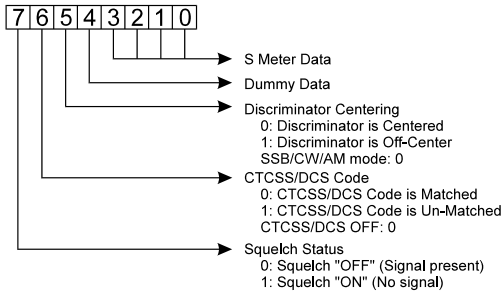 7 6 5 4 3 2 1 0
S Meter Data
Dummy Data
Discriminator Centering
0: Discriminator is Centered
1: Discriminator is Off-Center
SSB/CW/AM mode: 0
CTCSS/DCS Code
0: CTCSS/DCS Code is Matched
1: CTCSS/DCS Code is Un-Matched
CTCSS/DCS OFF: 0
Squelch Status
0: Squelch "OFF" (Signal present)
1: Squelch "ON" (No signal)